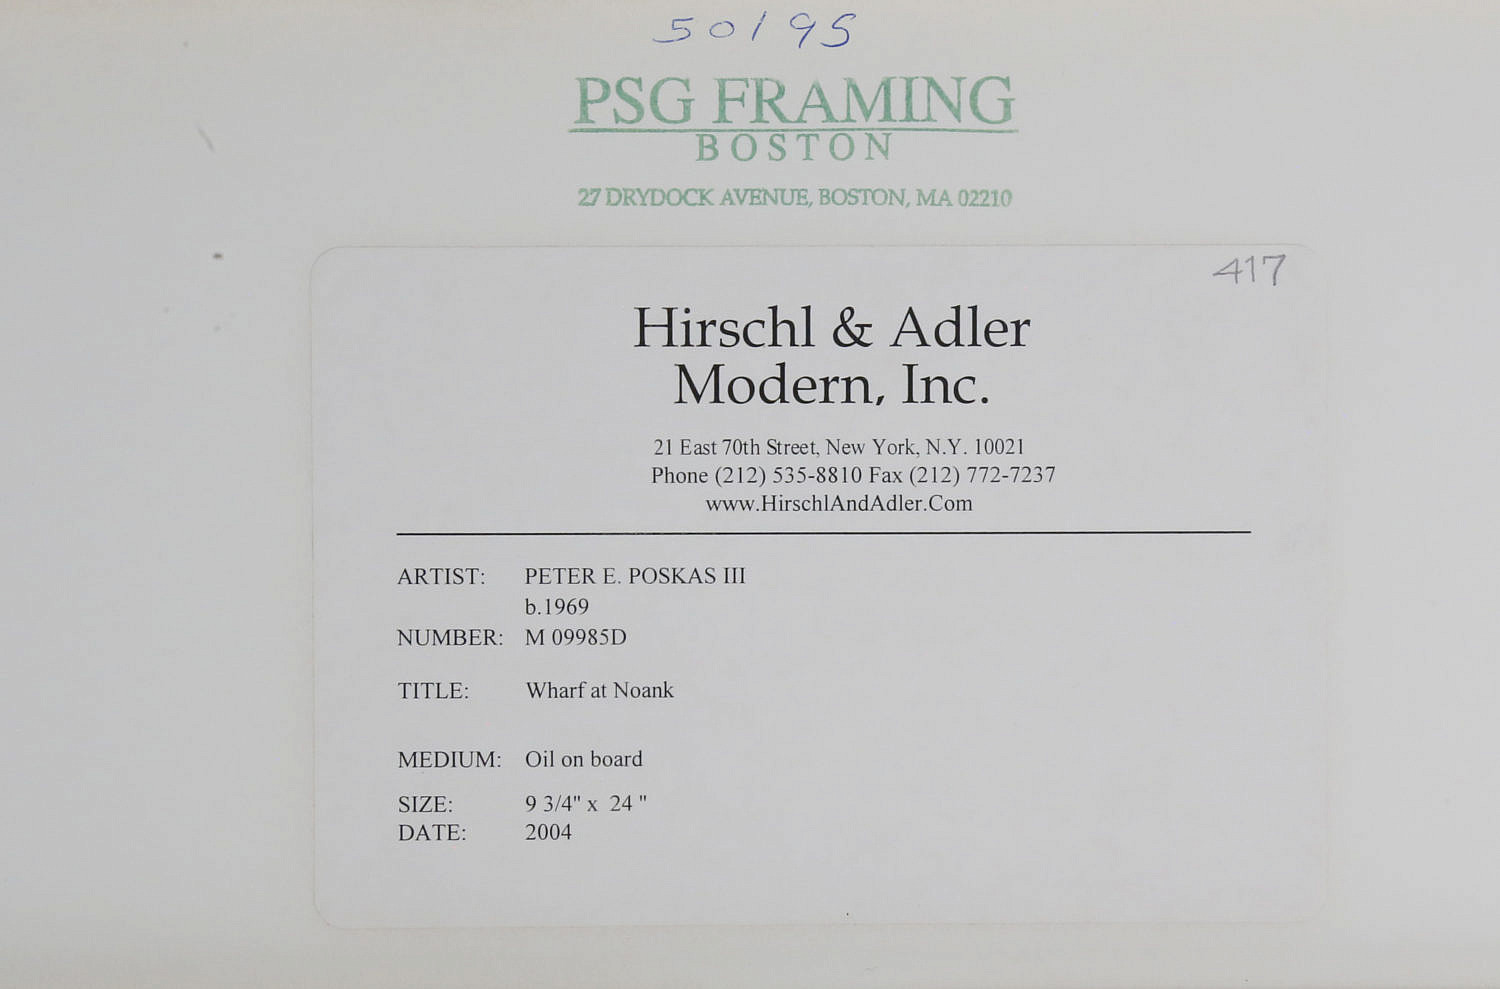 50195
PSG FRAMING
BOSTON
27 DRYDOCK AVENUE, BOSTON, MA 02210
417
Hirschl & Adler
Modern, Inc.
21 East 70th Street, New York, N.Y. 10021
Phone (212) 535-8810 Fax (212) 772-7237
www.HirschlAndAdler.Com
ARTIST: PETER E. POSKAS III
b.1969
NUMBER: M 09985D
TITLE: Wharf at Noank
MEDIUM: Oil on board
SIZE: 9 3/4" x 24 "
DATE: 2004